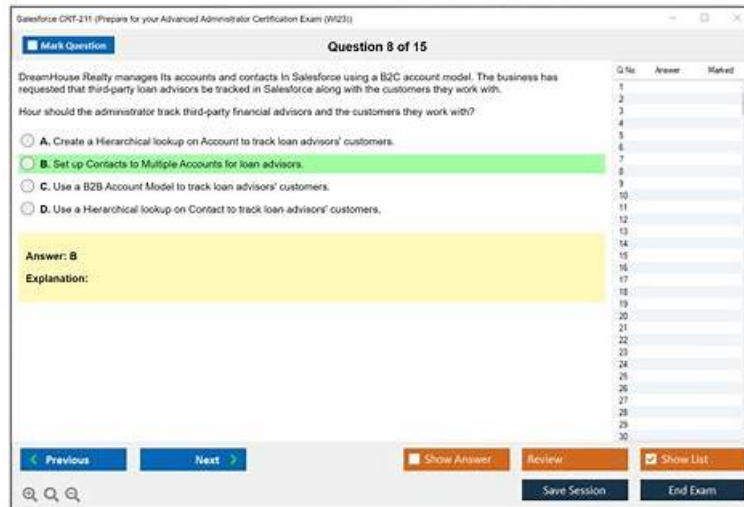 Salesforce CRT-211 (Prepare for your Advanced Administrator Certification Exam (WI23))
Mark Question
Question 8 of 15
DreamHouse Realty manages its accounts and contacts in Salesforce using a B2C account model. The business has
requested that third-party loan advisors be tracked in Salesforce along with the customers they work with.
Hour should the administrator track third-party financial advisors and the customers they work with?
A. Create a Hierarchical lookup on Account to track loan advisors' customers.
B. Set up Contacts to Multiple Accounts for loan advisors.
C. Use a B2B Account Model to track loan advisors' customers.
D. Use a Hierarchical lookup on Contact to track loan advisors' customers.
Answer: B
Explanation:
Q.No. Answer Marked
1
2
3
4
5
6
7
8
9
10
11
12
13
14
15
16
17
18
19
20
21
22
23
24
25
26
27
28
29
30
Previous
Next
Show Answer
Review
Show List
Save Session
End Exam